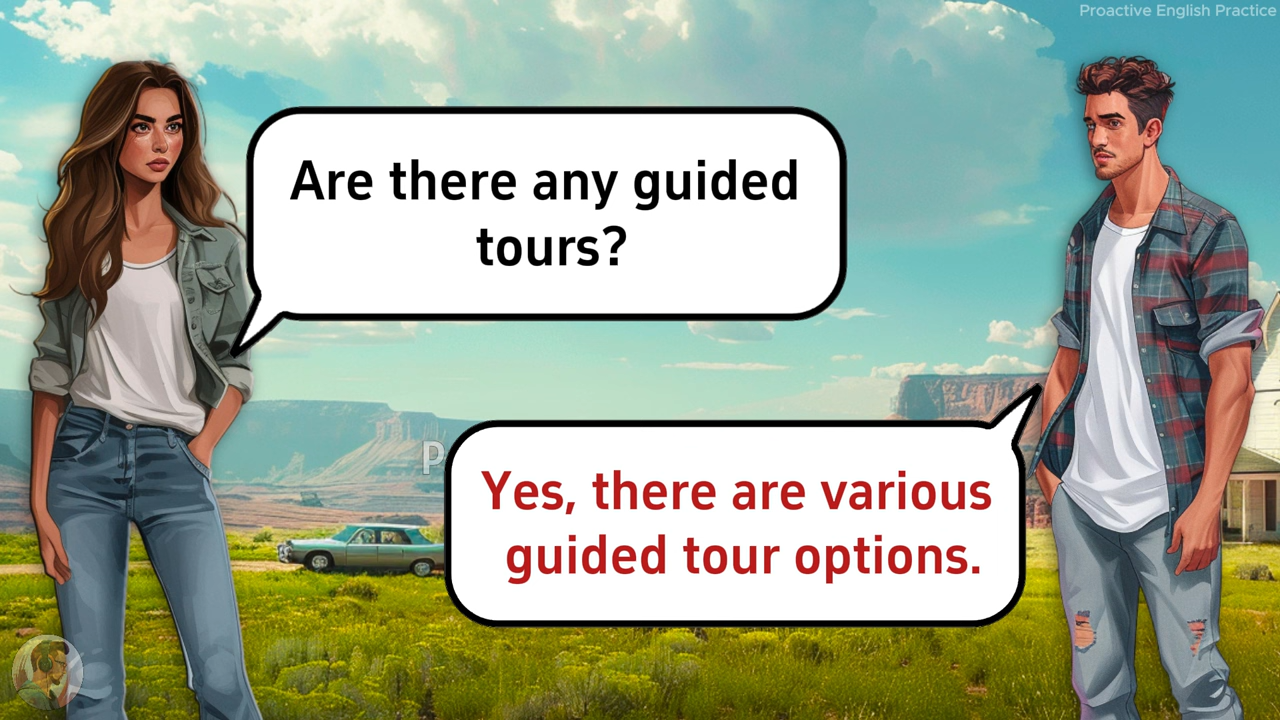 Proactive English Practice
Are there any guided
tours?
Yes, there are various
guided tour options.